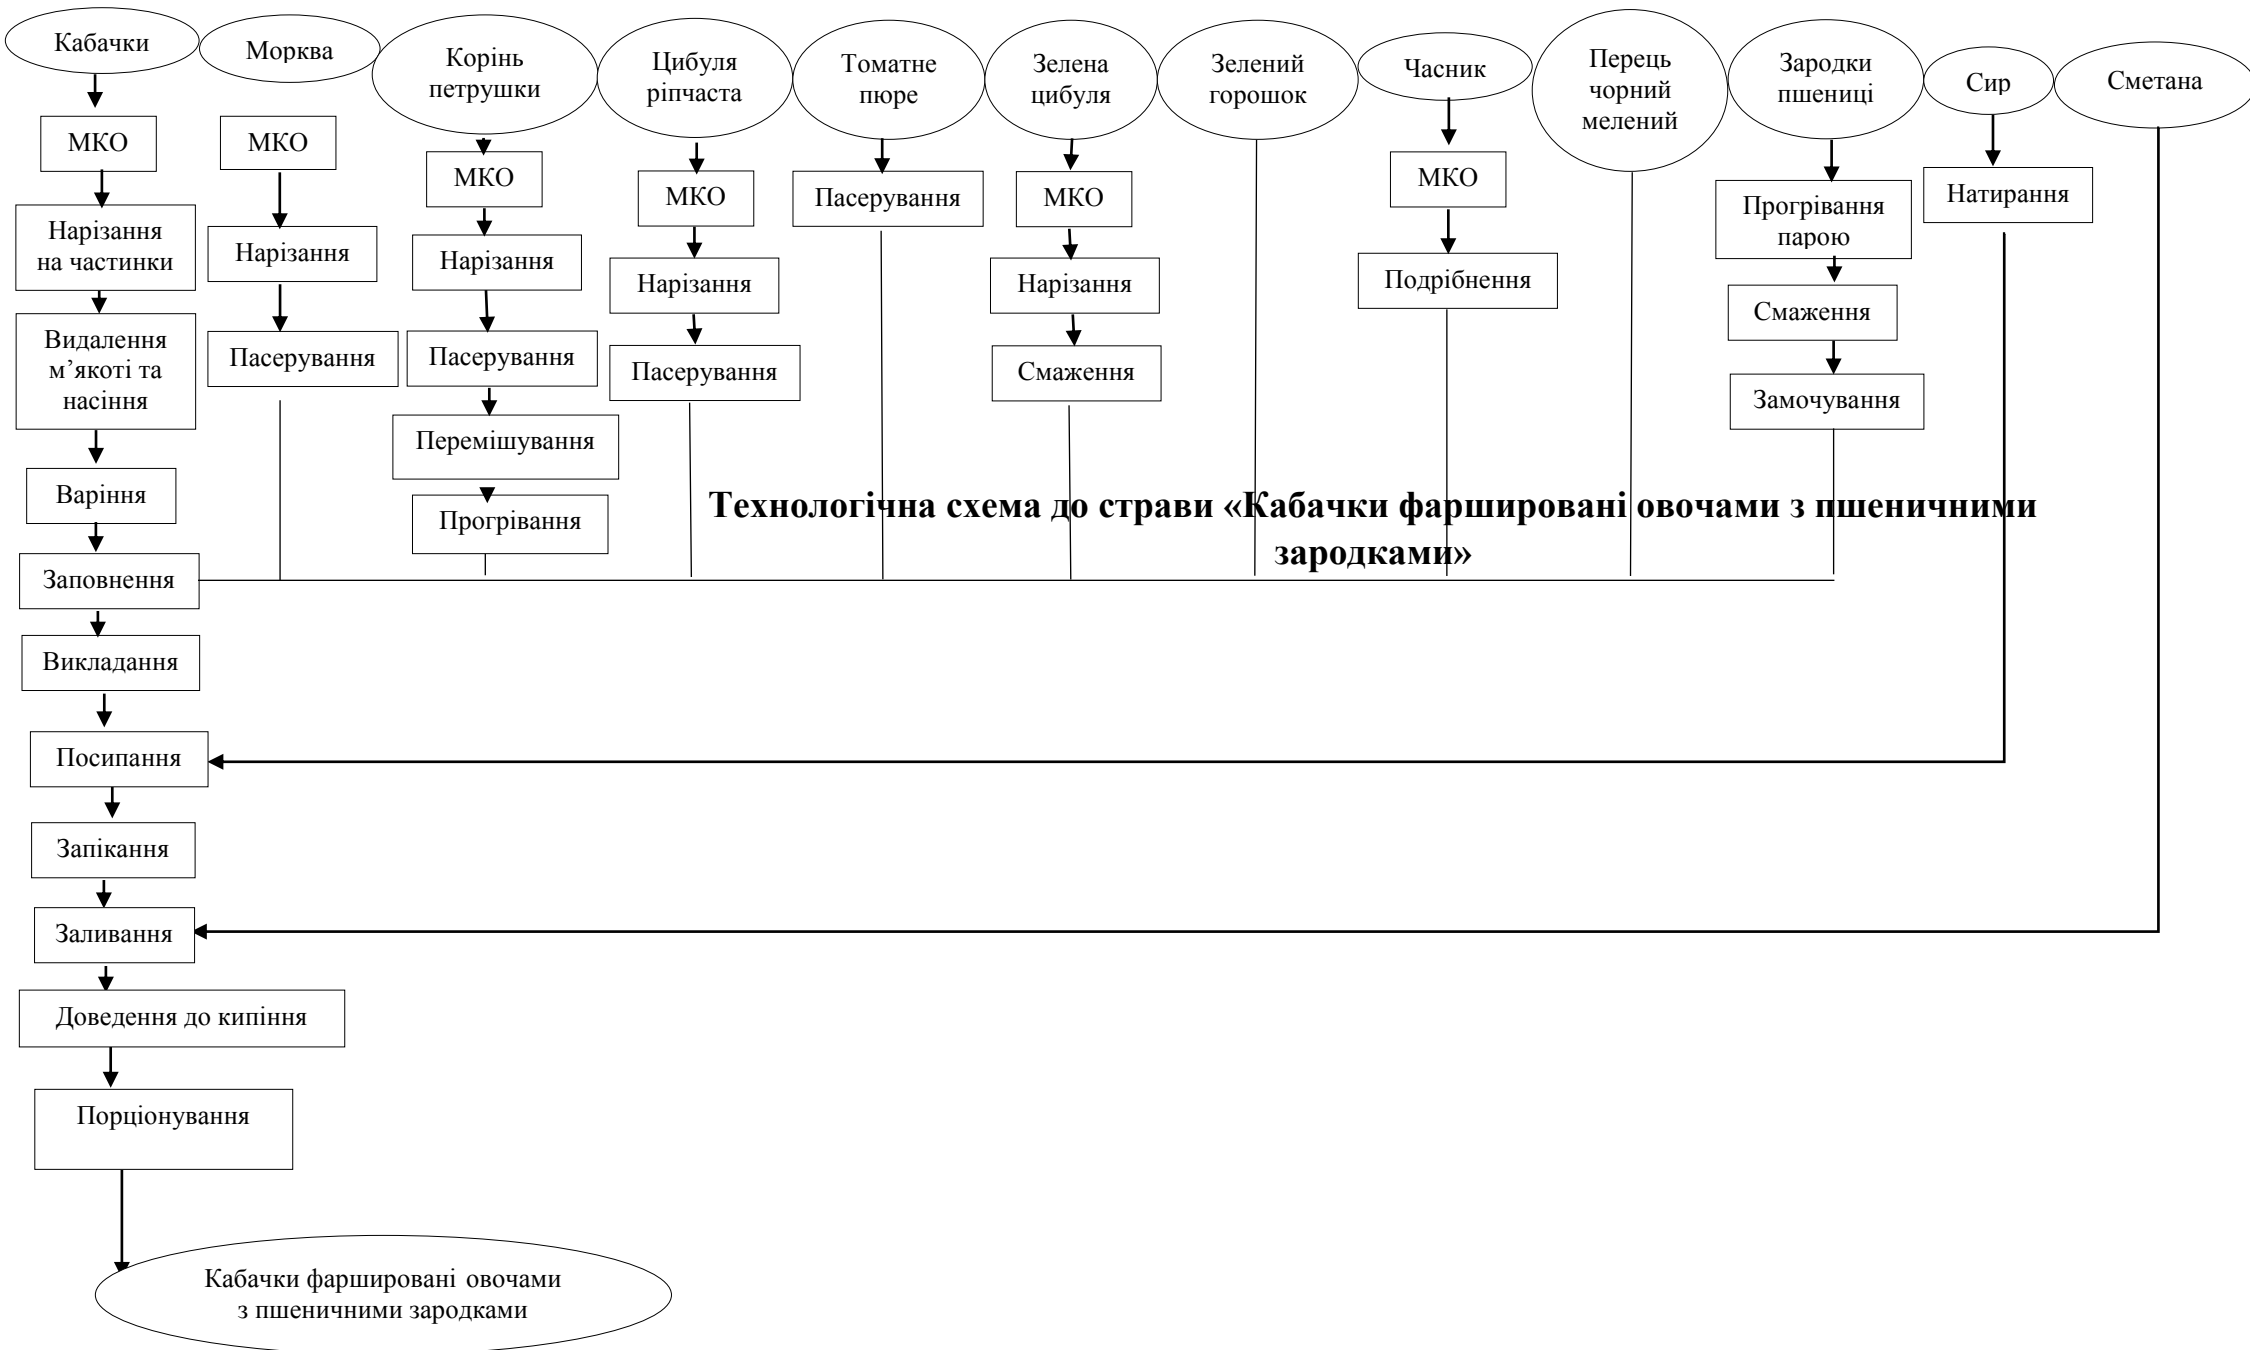 Кабачки
Морква
Корінь
петрушки
Цибуля
ріпчаста
Томатне
пюре
Зелена
цибуля
Зелений
горошок
Часник
Перець
чорний
мелений
Зародки
пшениці
Сир
Сметана
МКО
МКО
МКО
МКО
Пасерування
МКО
МКО
Прогрівання
парою
Натирання
Нарізання
на частинки
Нарізання
Нарізання
Нарізання
Нарізання
Подрібнення
Смаження
Видалення
м’якоті та
насіння
Пасерування
Пасерування
Пасерування
Смаження
Замочування
Перемішування
Варіння
Прогрівання
Технологічна схема до страви «Кабачки фаршировані овочами з пшеничними
зародками»
Заповнення
Викладання
Посипання
Запікання
Заливання
Доведення до кипіння
Порціонування
Кабачки фаршировані овочами
з пшеничними зародками